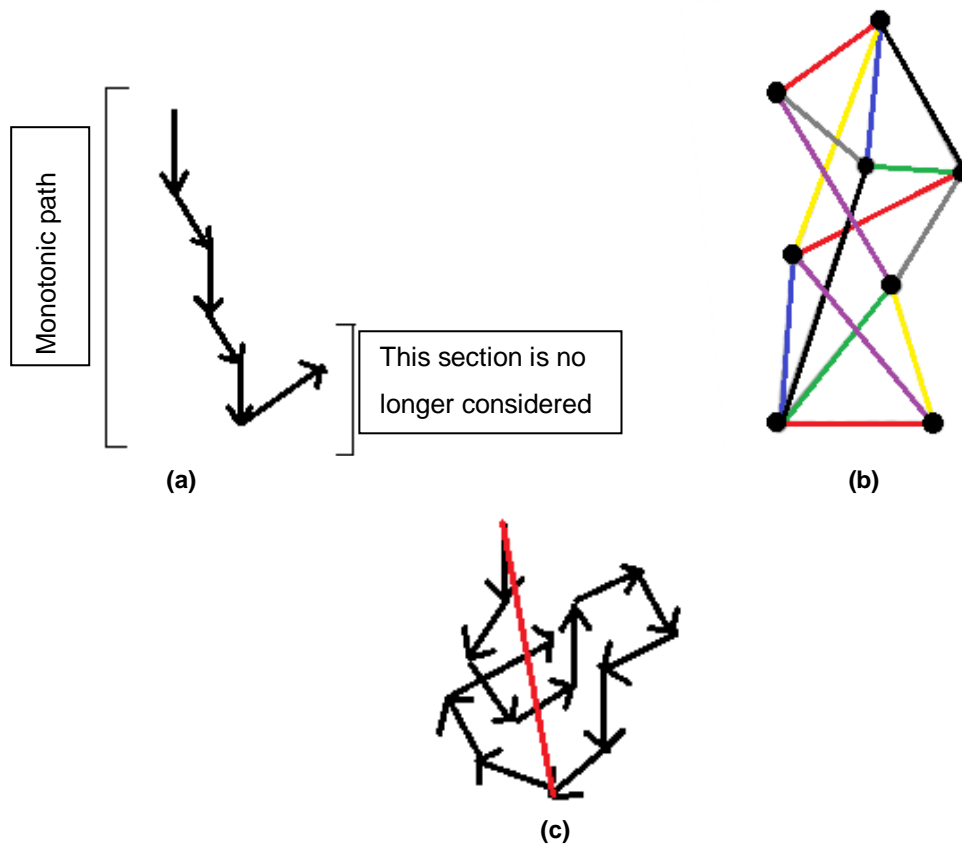 Monotonic path
This section is no
longer considered
(a)
(b)
(c)